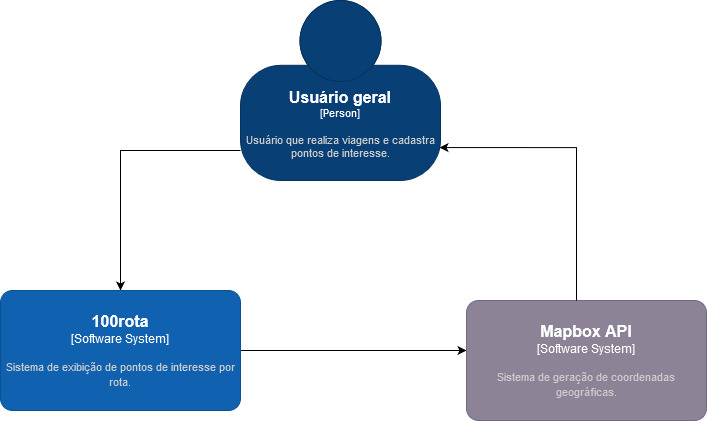 Usuário geral
[Person]
Usuário que realiza viagens e cadastra
pontos de interesse.
100rota
[Software System]
Sistema de exibição de pontos de interesse por
rota.
Mapbox API
[Software System]
Sistema de geração de coordenadas
geográficas.